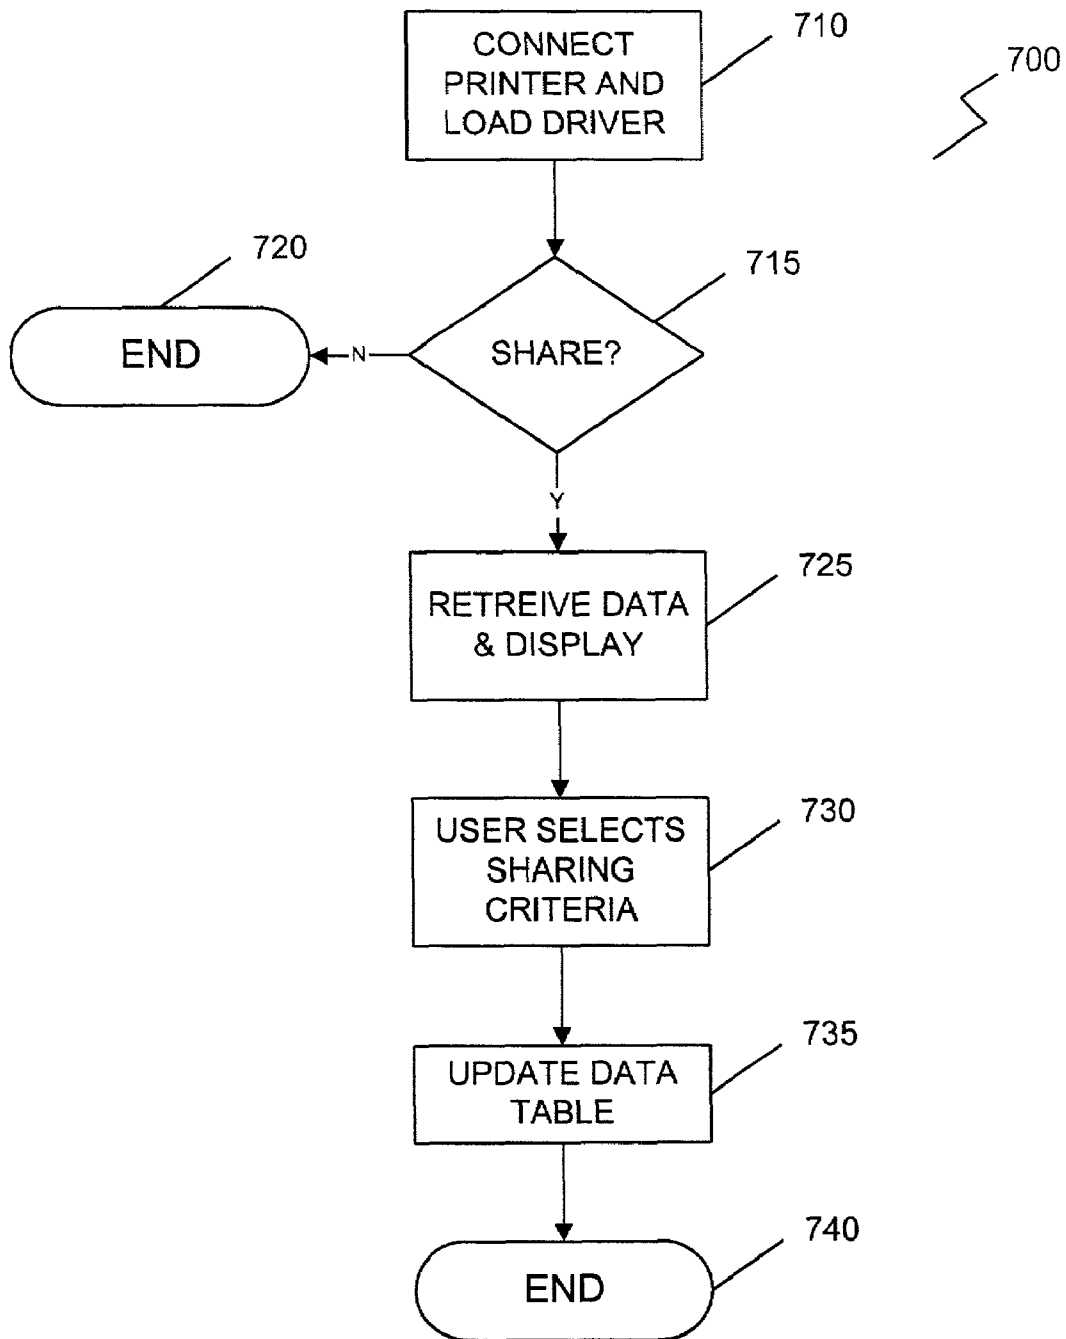 CONNECT
PRINTER AND
LOAD DRIVER
710
700
720
715
END
N
SHARE?
Y
725
RETREIVE DATA
& DISPLAY
730
USER SELECTS
SHARING
CRITERIA
735
UPDATE DATA
TABLE
740
END